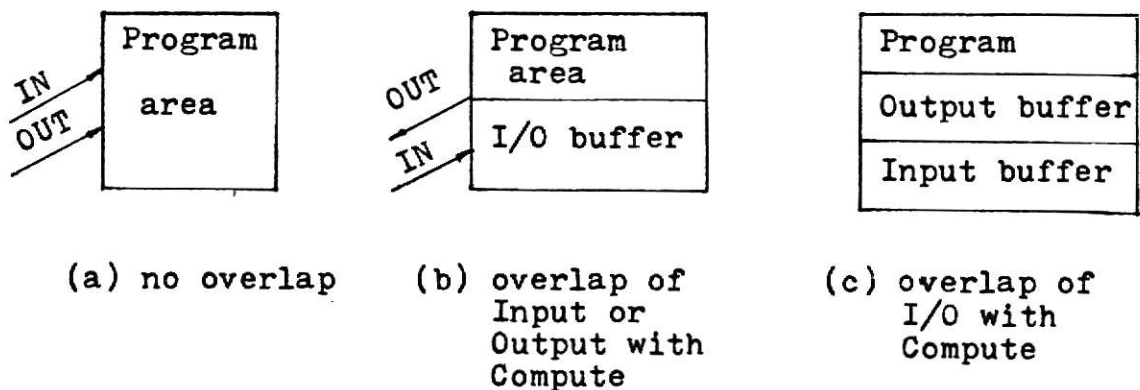 Program
area
IN
OUT
Program
area
OUT
IN
I/O buffer
Program
Output buffer
Input buffer
(a) no overlap
(b) overlap of
Input or
Output with
Compute
(c) overlap of
I/O with
Compute